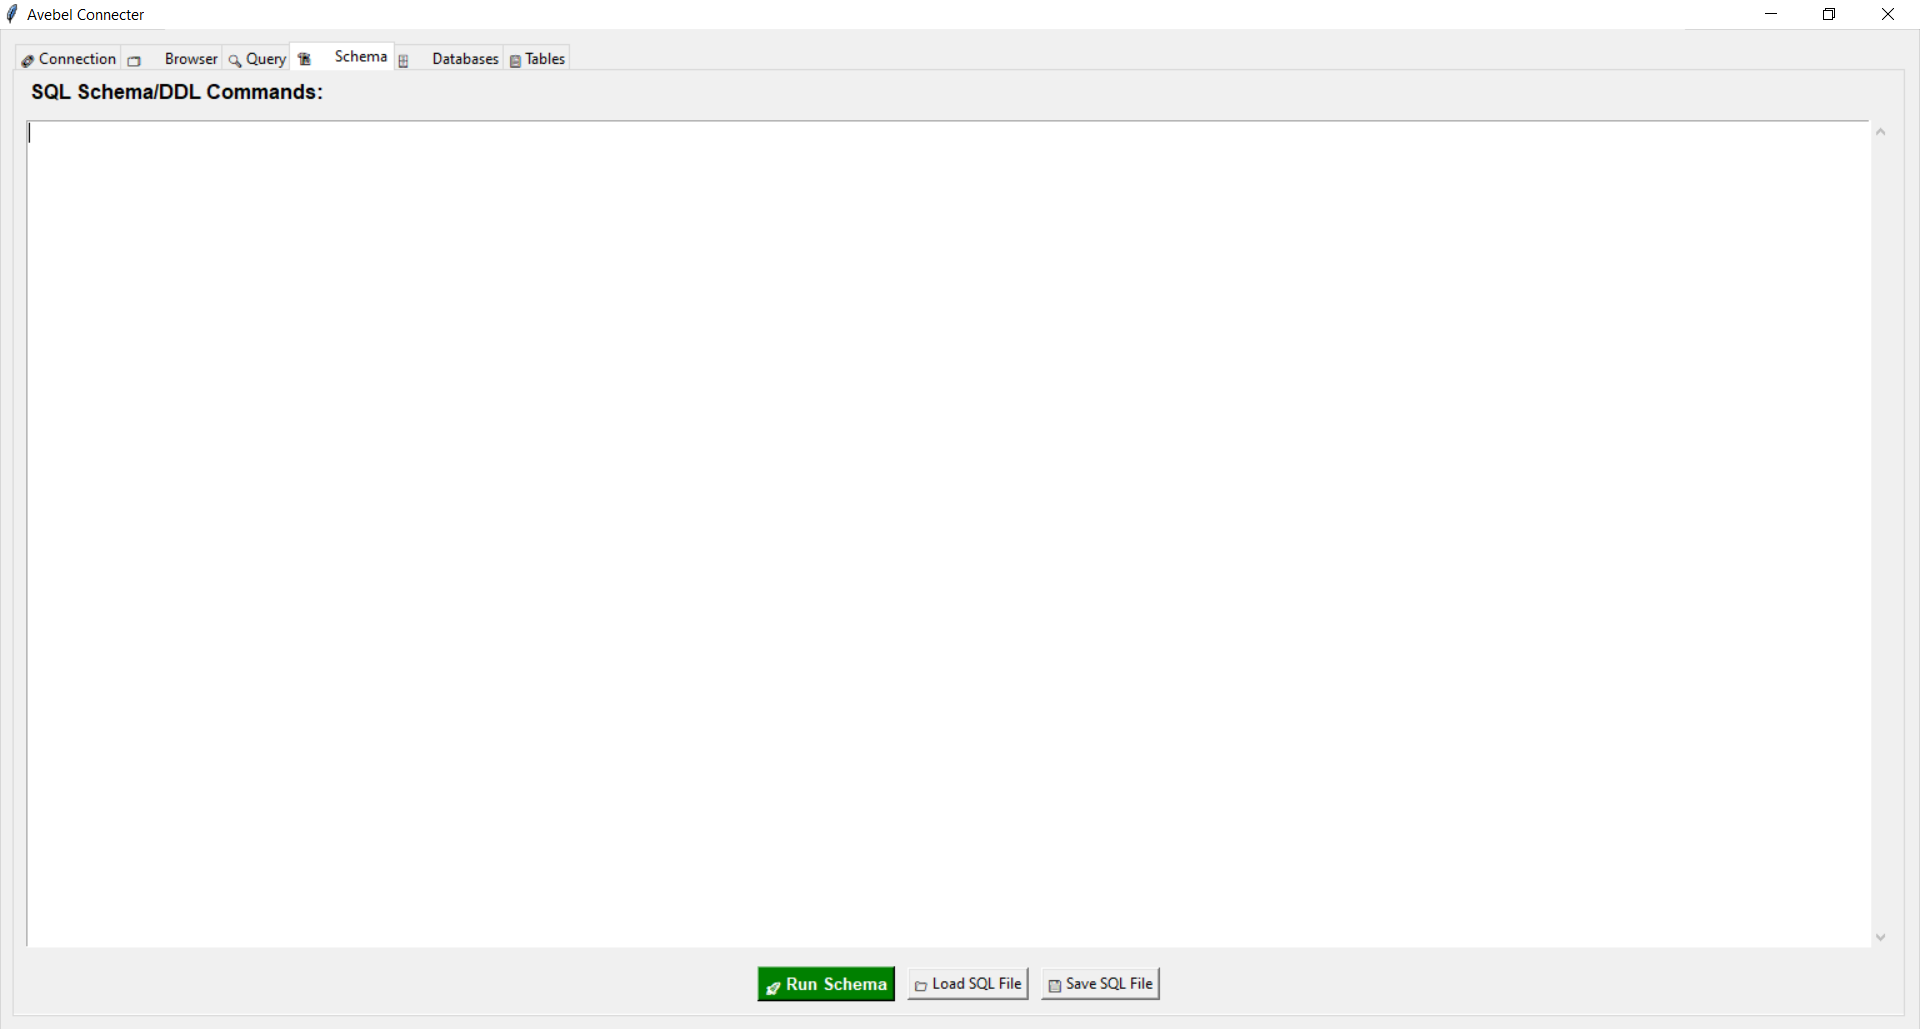 Avebel Connecter
Connection Browser Query Schema Databases Tables
SQL Schema/DDL Commands:
Run Schema Load SQL File Save SQL File